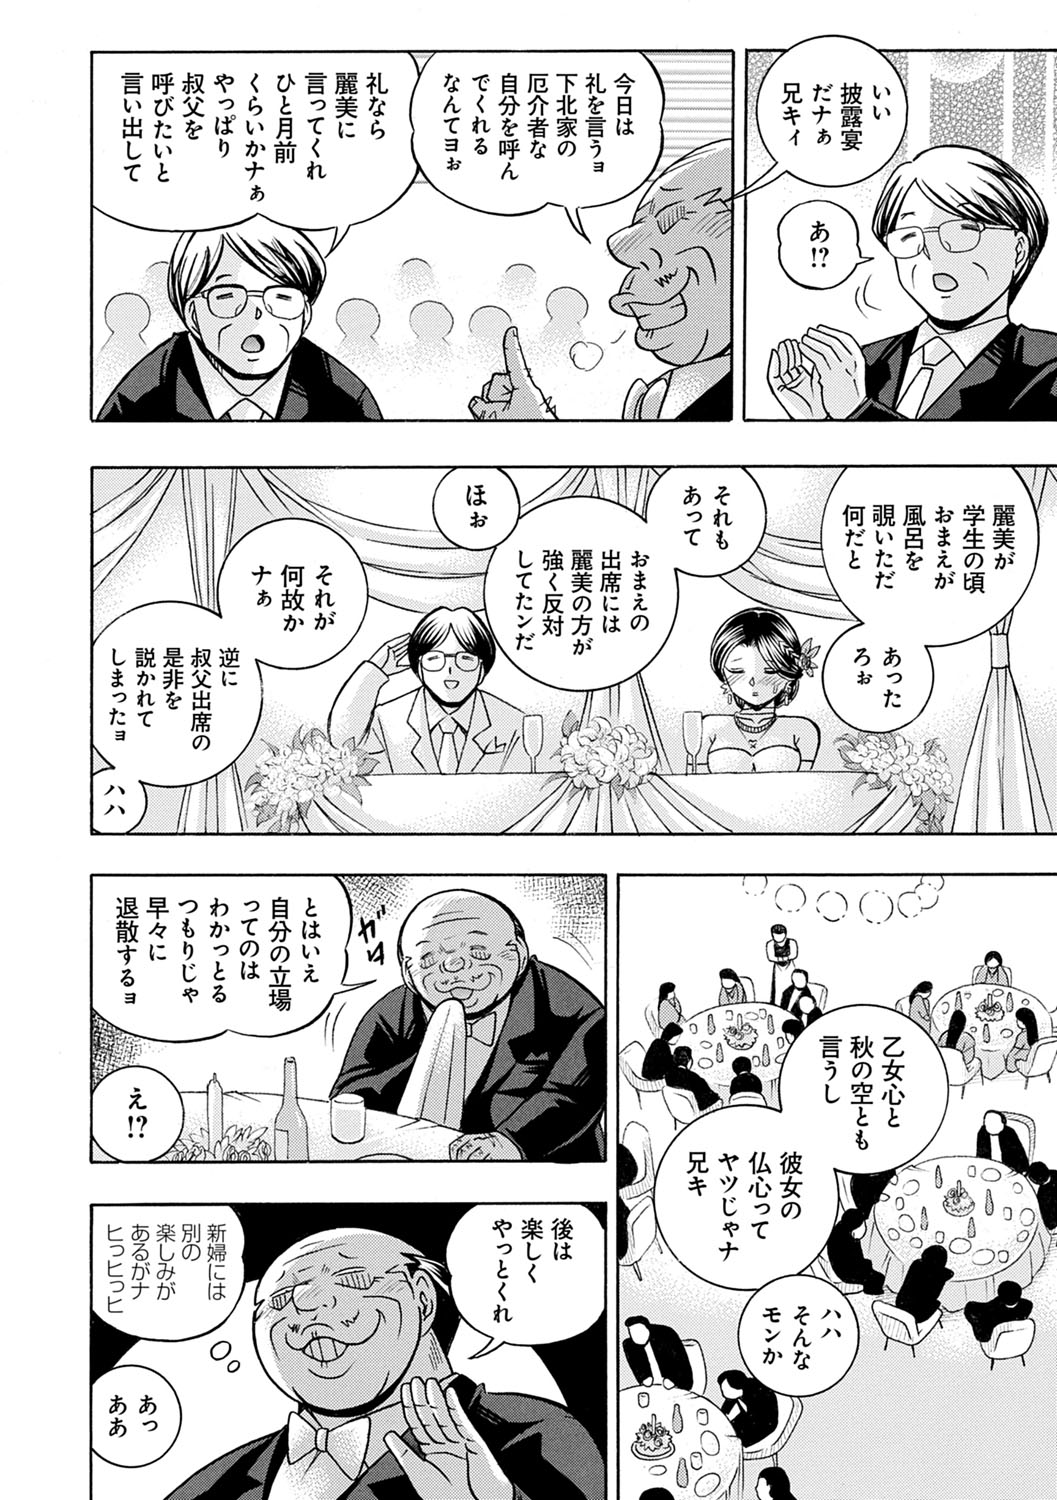 いい
披露宴
だナぁ
兄キィ
あ!?
今日は
礼を言うョ
下北家の
厄介者な
自分を呼ん
でくれる
なんてヨぉ
礼なら
麗美に
言ってくれ
ひと月前
くらいかナぁ
やっぱり
叔父を
呼びたいと
言い出して
麗美が
学生の頃
おまえが
風呂を
覗いただ
何だと
あった
ろぉ
それも
あって
おまえの
出席には
麗美の方が
強く反対
してたンだ
ほぉ
それが
何故か
ナぁ
逆に
叔父出席の
是非を
説かれて
しまったョ
ハハ
乙女心と
秋の空とも
言うし
彼女の
仏心って
ヤツじゃナ
兄キ
ハハ
そんな
モンか
とはいえ
自分の立場
ってのは
わかっとる
つもりじゃ
早々に
退散するョ
ガタ
え!?
後は
楽しく
やっとくれ
新婦には
別の
楽しみが
あるがナ
ヒっヒっヒ
あっ
ああ